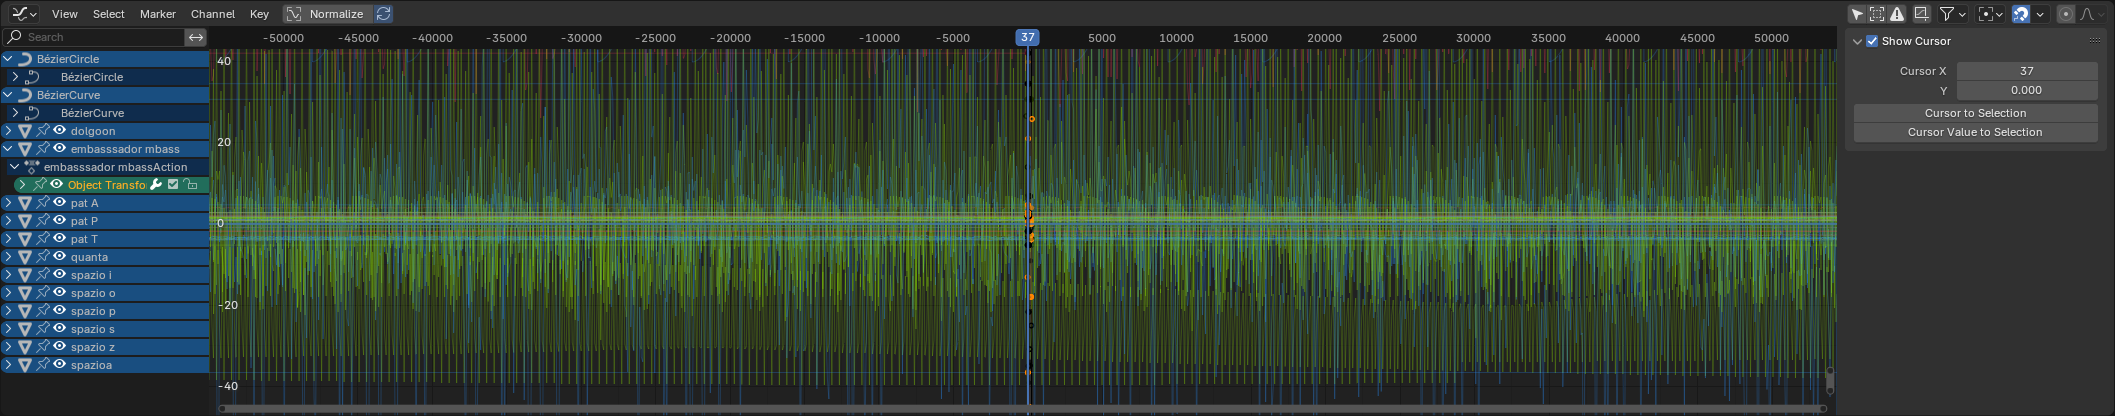 View Select Marker Channel Key Normalize
Search
-50000 -45000 -40000 -35000 -30000 -25000 -20000 -15000 -10000 -5000 37 5000 10000 15000 20000 25000 30000 35000 40000 45000 50000
Show Cursor
BézierCircle
BézierCircle
BézierCurve
BézierCurve
dolgoon
embasssador mbass
embasssador mbassAction
Object Transfo
pat A
pat P
pat T
quanta
spazio i
spazio o
spazio p
spazio s
spazio z
spazioa
40
20
0
-20
-40
Cursor X 37
Y 0.000
Cursor to Selection
Cursor Value to Selection